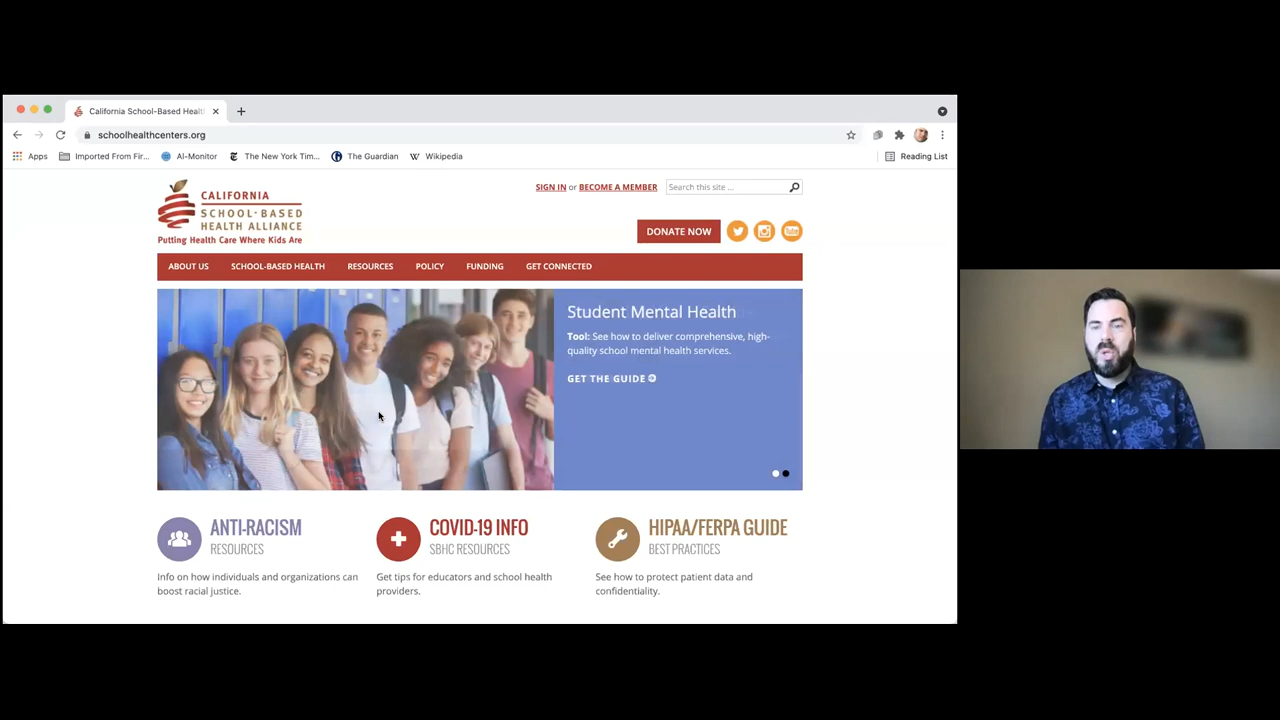 California School-Based Healt
schoolhealthcenters.org
Apps
Imported From Fir...
Al-Monitor
The New York Tim...
The Guardian
W Wikipedia
Reading List
CALIFORNIA
SCHOOL-BASED
HEALTH ALLIANCE
Putting Health Care Where Kids Are
SIGN IN or BECOME A MEMBER
Search this site ...
DONATE NOW
You Tube
ABOUT US
SCHOOL-BASED HEALTH
RESOURCES
POLICY
FUNDING
GET CONNECTED
Student Mental Health
Tool: See how to deliver comprehensive, high-
quality school mental health services.
GET THE GUIDE
ANTI-RACISM
RESOURCES
Info on how individuals and organizations can
boost racial justice.
COVID-19 INFO
SBHC RESOURCES
Get tips for educators and school health
providers.
HIPAA/FERPA GUIDE
BEST PRACTICES
See how to protect patient data and
confidentiality.